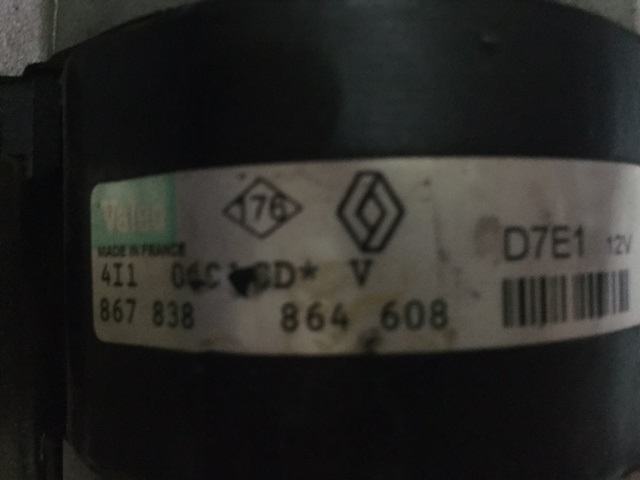 Valeo
176
MADE IN FRANCE
D7E1 12V
4I1 V
867 838 864 608